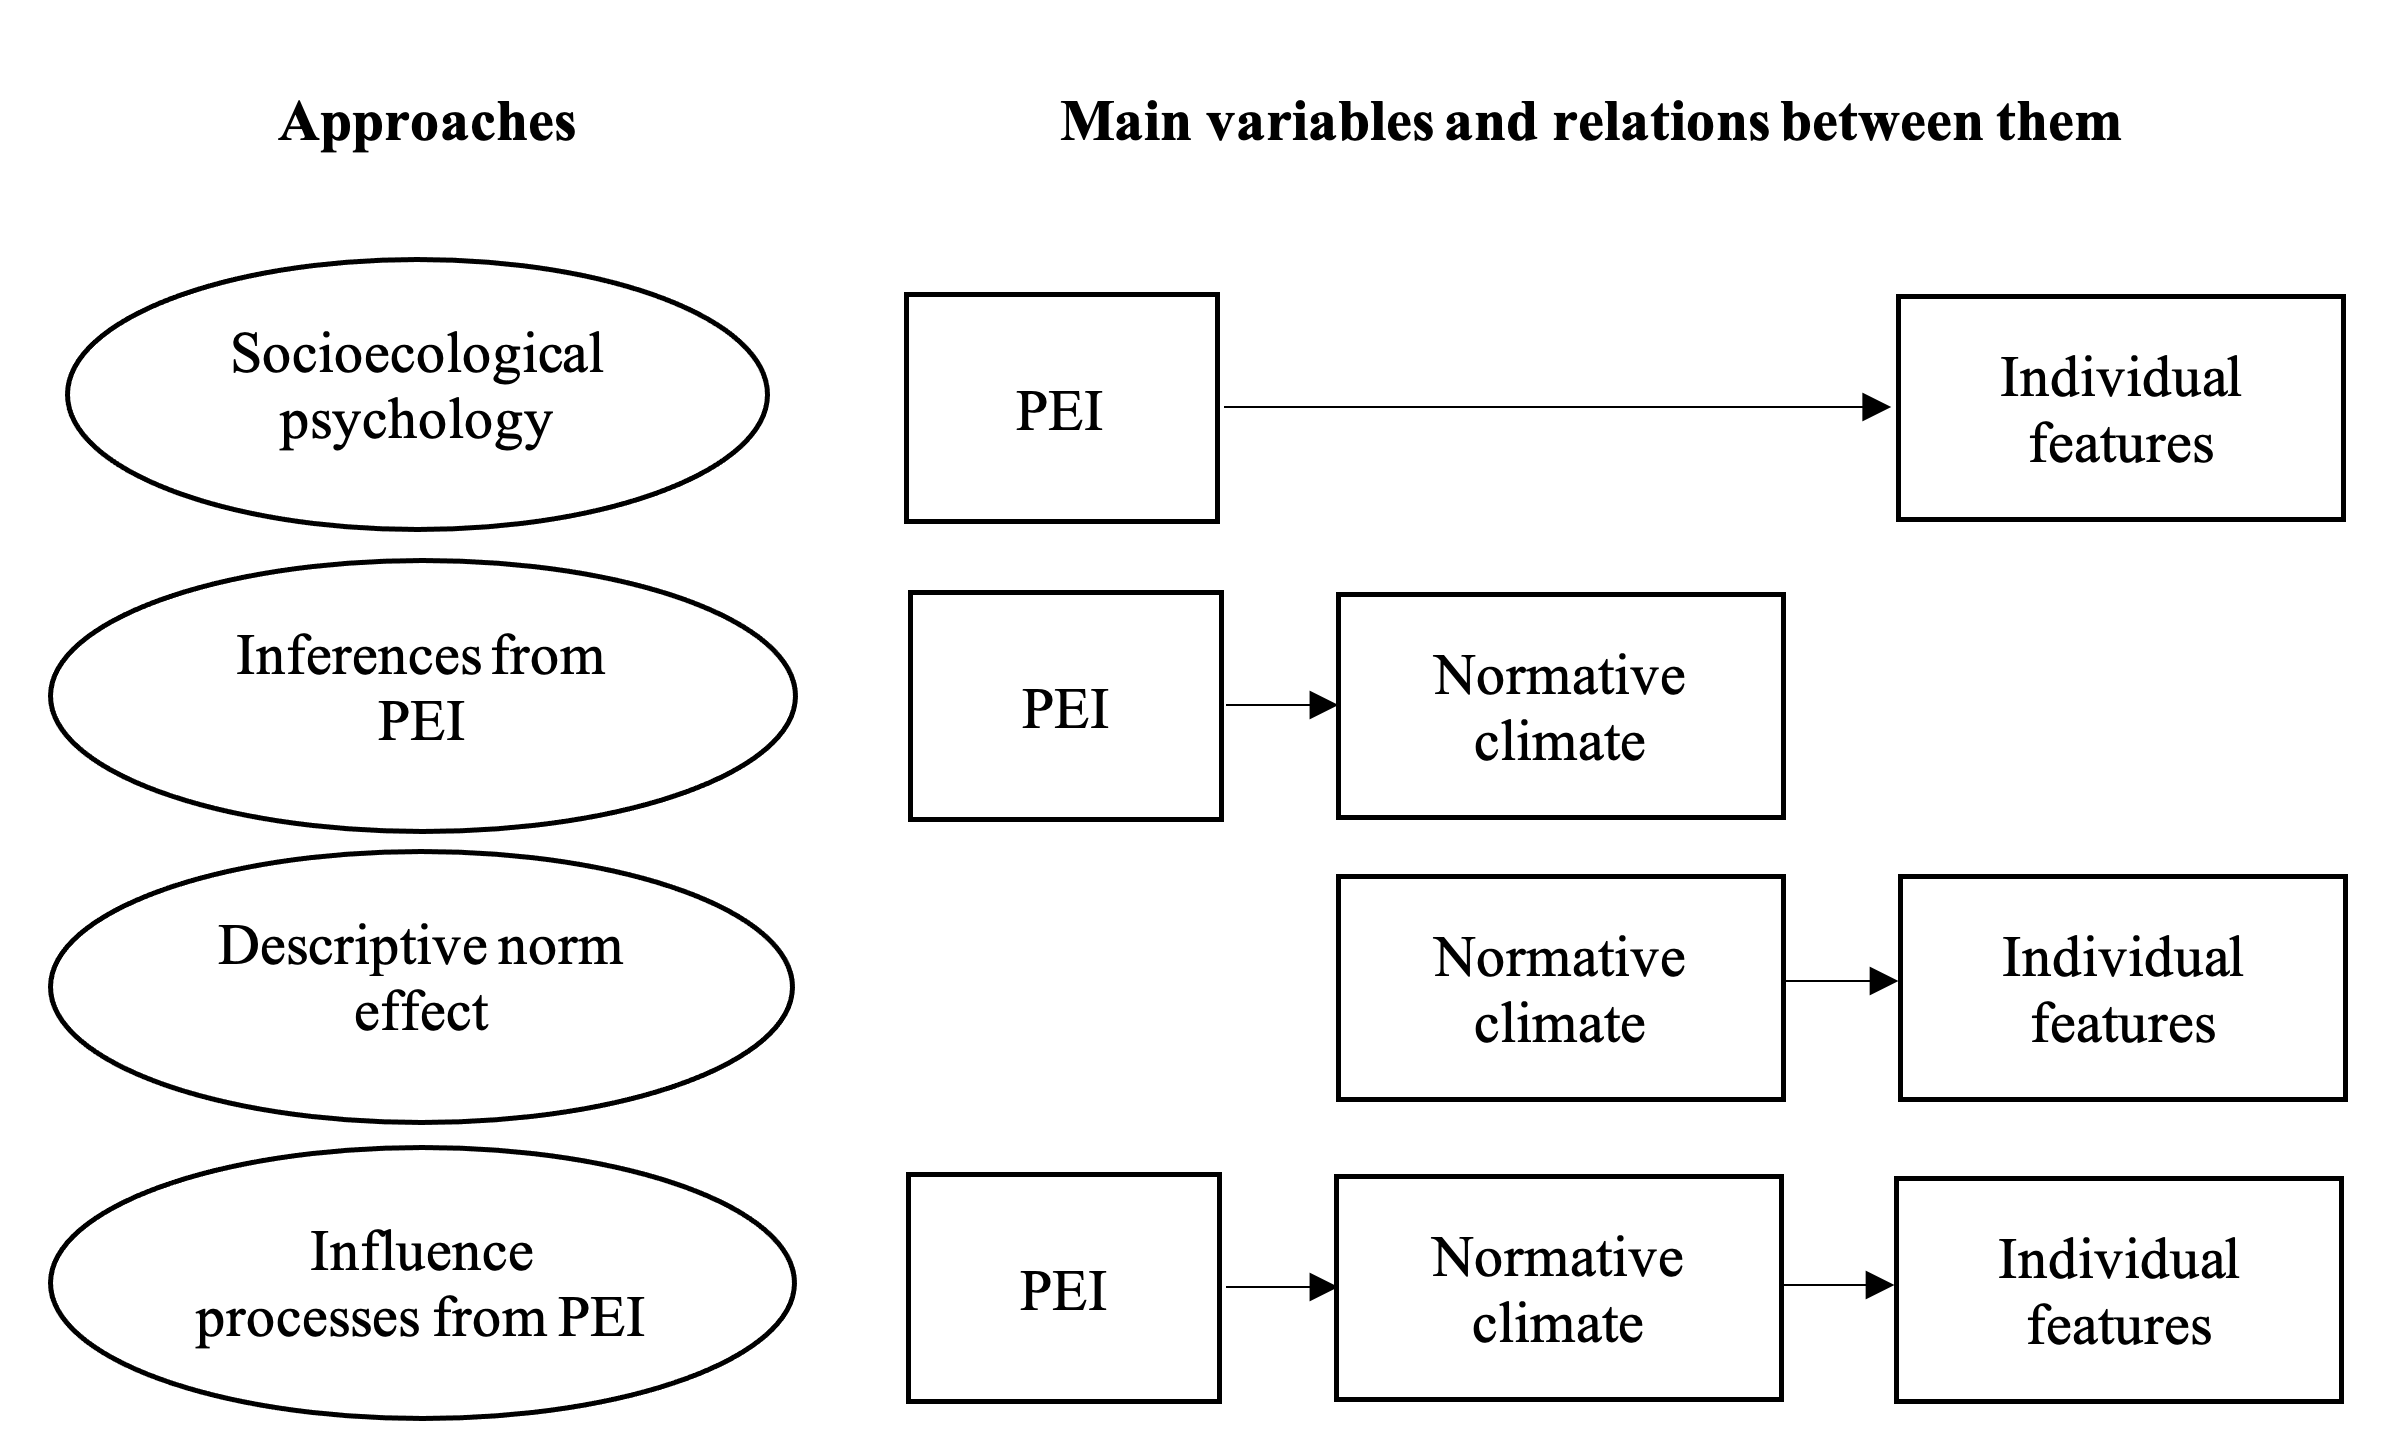 Approaches
Main variables and relations between them
Socioecological
psychology
PEI
Individual
features
Inferences from
PEI
PEI
Normative
climate
Descriptive norm
effect
Normative
climate
Individual
features
Influence
processes from PEI
PEI
Normative
climate
Individual
features